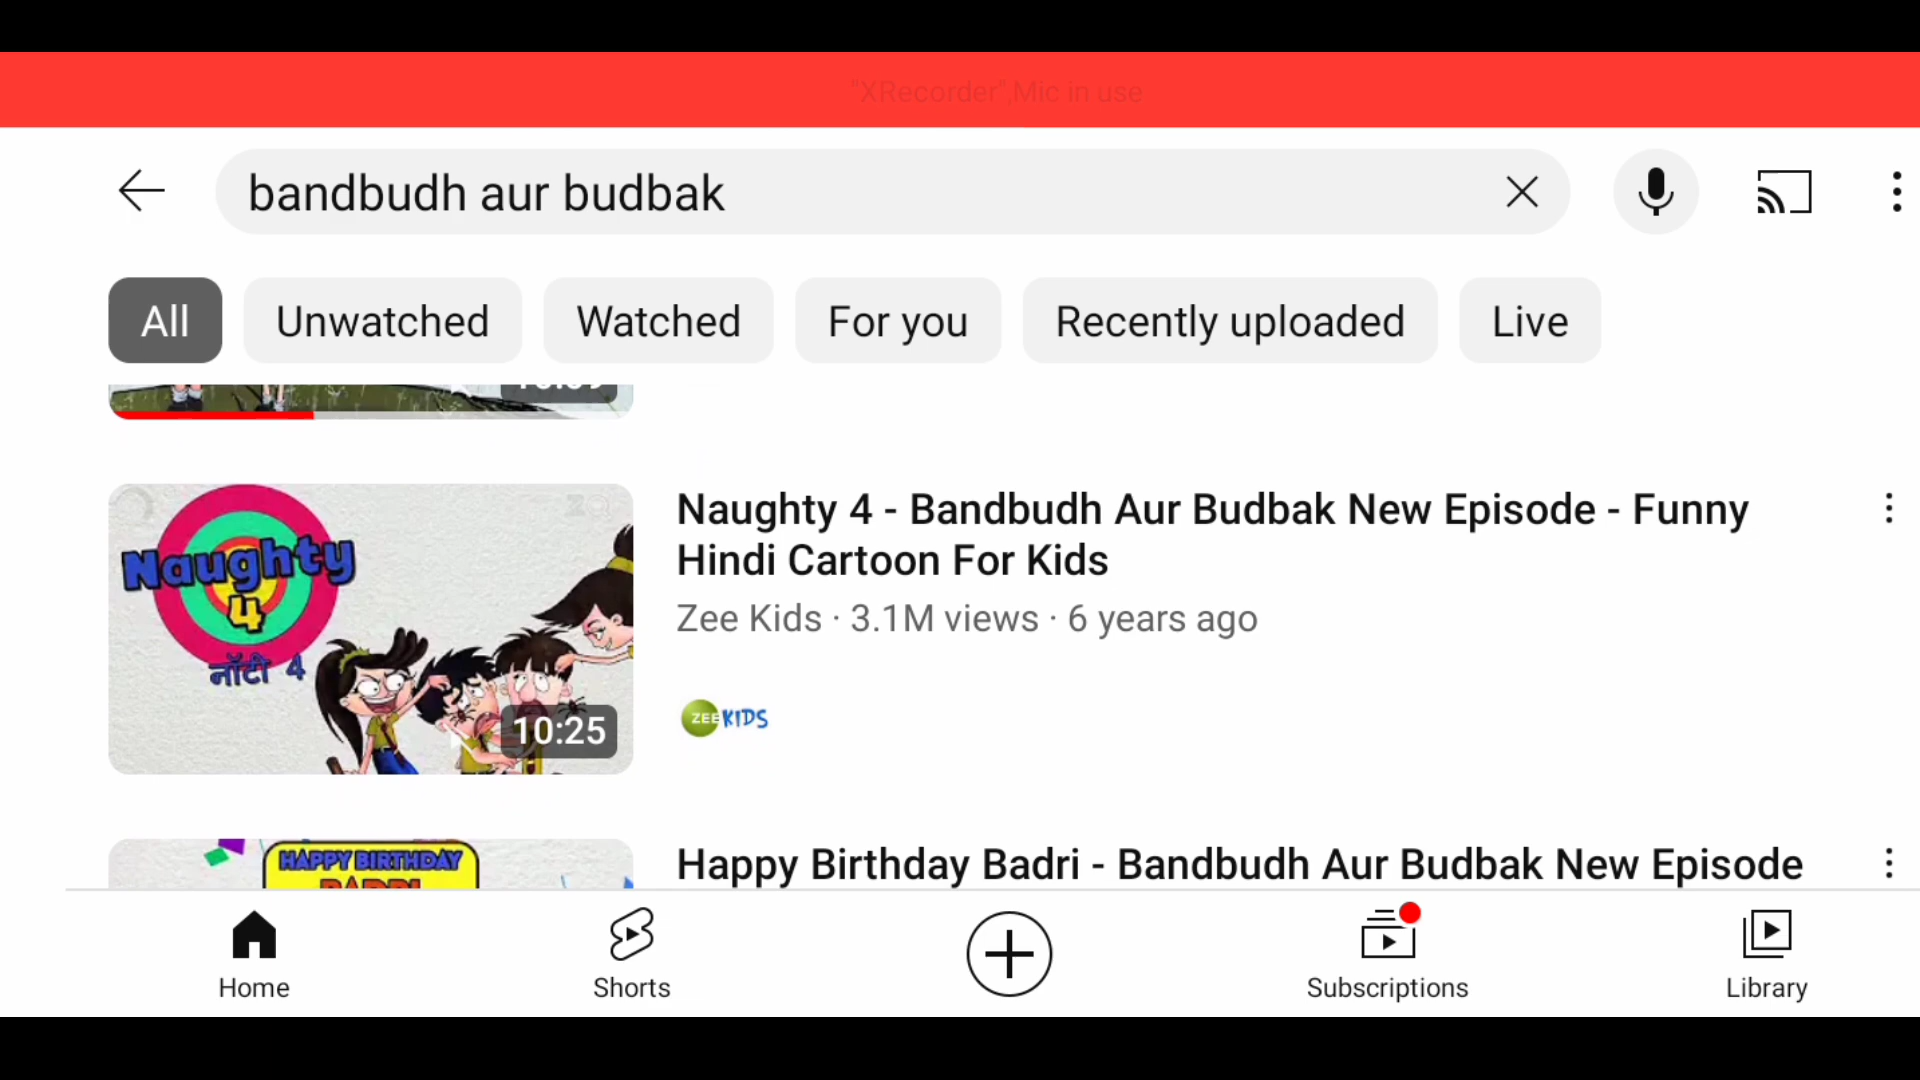 "XRecorder",Mic in use
bandbudh aur budbak
All
Unwatched
Watched
For you
Recently uploaded
Live
Naughty
4
नॉटी 4
10:25
Naughty 4 - Bandbudh Aur Budbak New Episode - Funny
Hindi Cartoon For Kids
Zee Kids · 3.1M views · 6 years ago
ZEE KIDS
HAPPY BIRTHDAY
Happy Birthday Badri - Bandbudh Aur Budbak New Episode
Home
Shorts
Subscriptions
Library